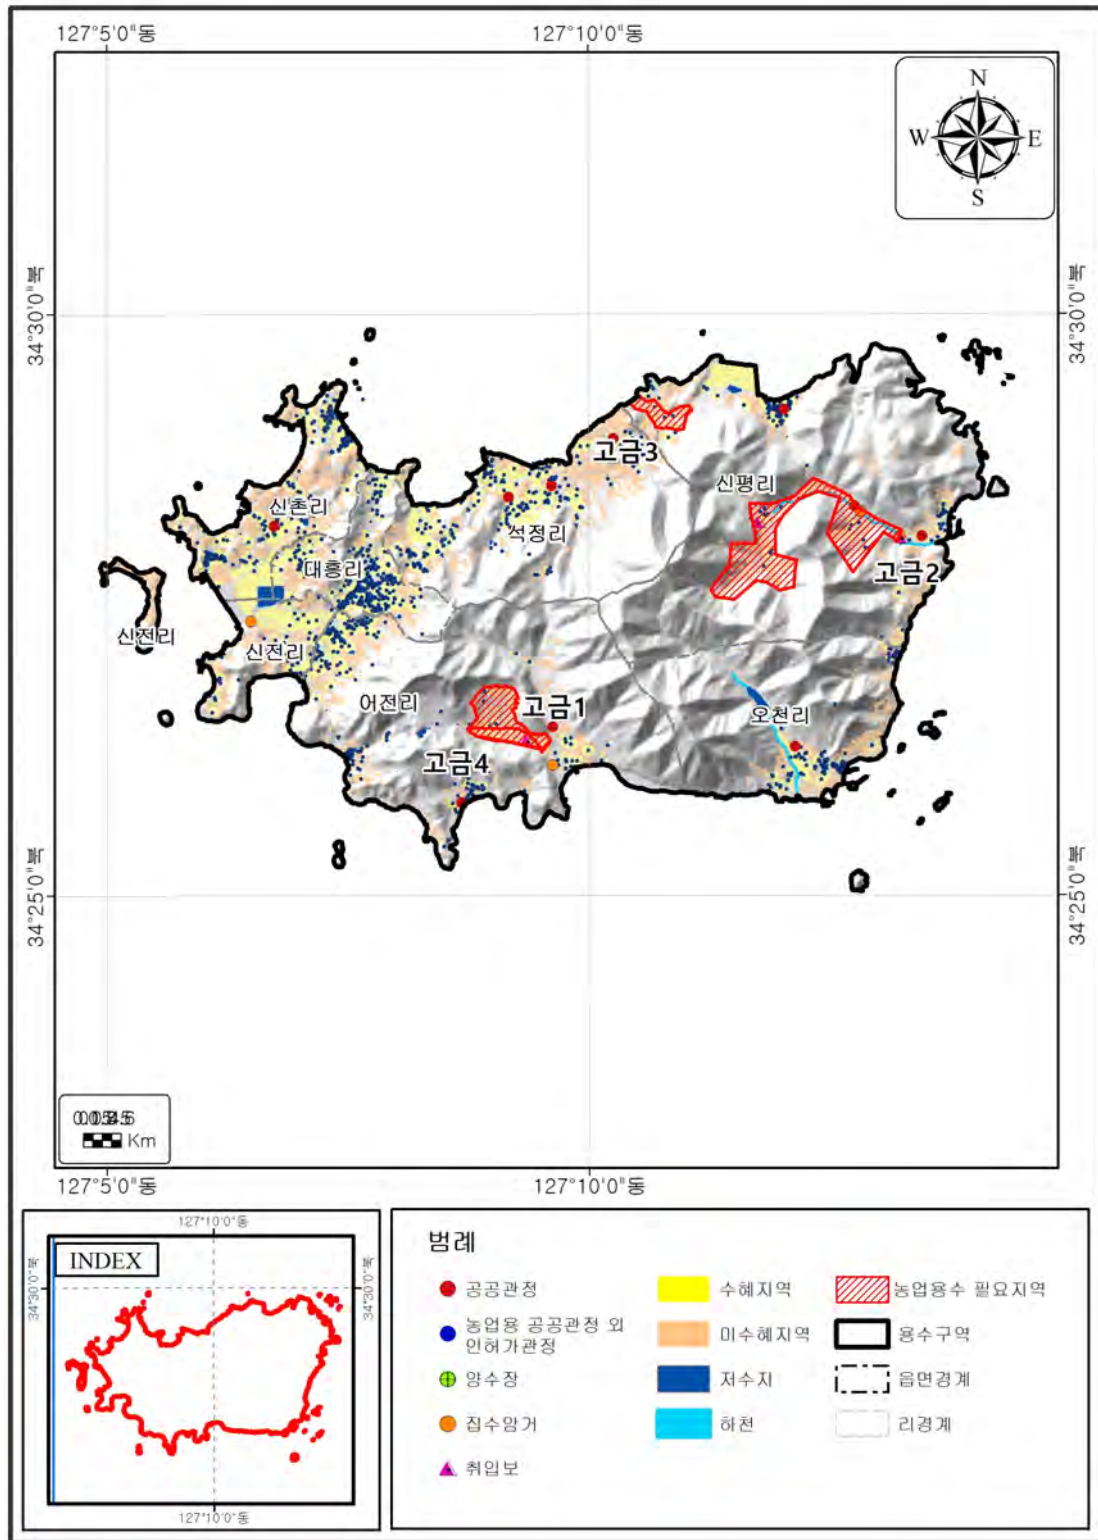 127°5'0"동
127°10'0"동
N
W
E
S
34°30'0"북
34°30'0"북
고금3
신평리
신촌리
석정리
대흥리
고금2
신전리
신전리
어전리
고금1
오천리
고금4
34°25'0"북
34°25'0"북
Km
127°5'0"동
127°10'0"동
127°10'0"동
INDEX
34°30'0"북
34°30'0"북
127°10'0"동
범례
공공관정
수혜지역
농업용수 필요지역
농업용 공공관정 외
인허가관정
미수혜지역
용수구역
양수장
저수지
읍면경계
집수암거
하천
리경계
취입보